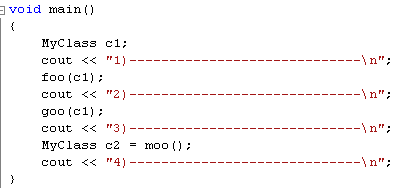 void main()
{
MyClass c1;
cout << "1)-----------------------------\n";
foo(c1);
cout << "2)-----------------------------\n";
goo(c1);
cout << "3)-----------------------------\n";
MyClass c2 = moo();
cout << "4)-----------------------------\n";
}